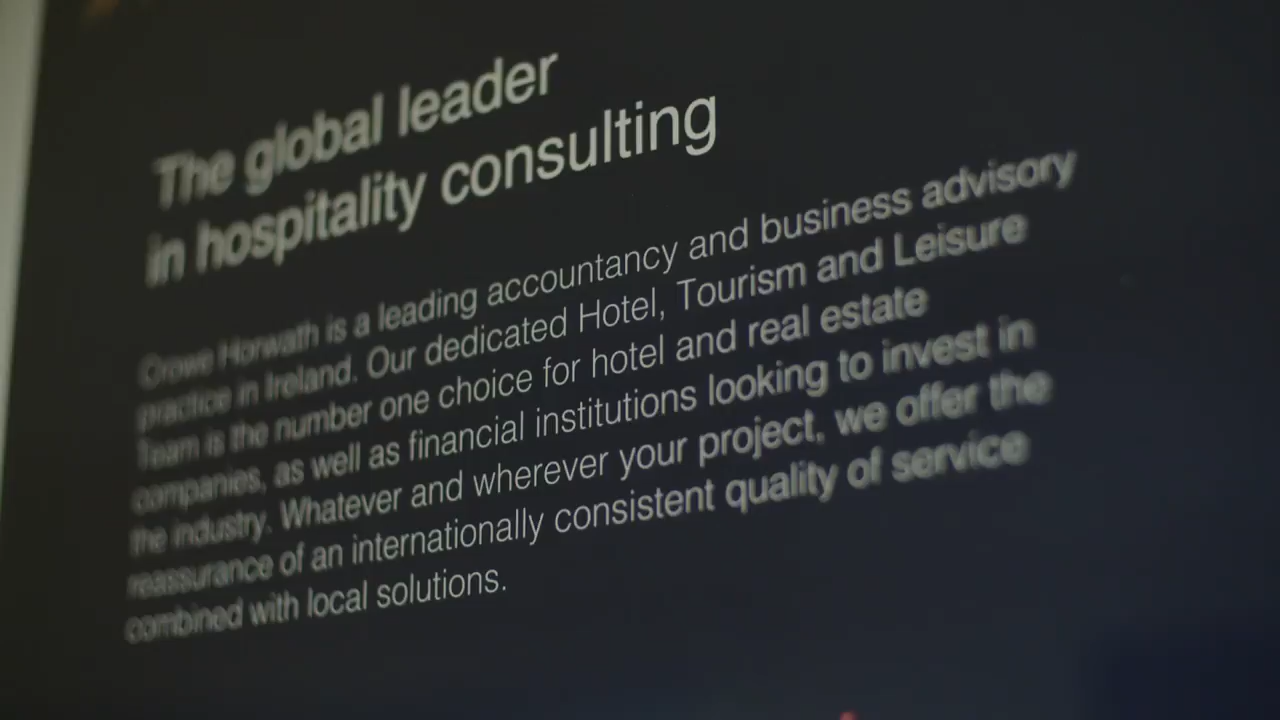 The global leader
in hospitality consulting
Crowe Horwath is a leading accountancy and business advisory
practice in Ireland. Our dedicated Hotel, Tourism and Leisure
Team is the number one choice for hotel and real estate
companies, as well as financial institutions looking to invest in
the industry. Whatever and wherever your project, we offer the
reassurance of an internationally consistent quality of service
combined with local solutions.